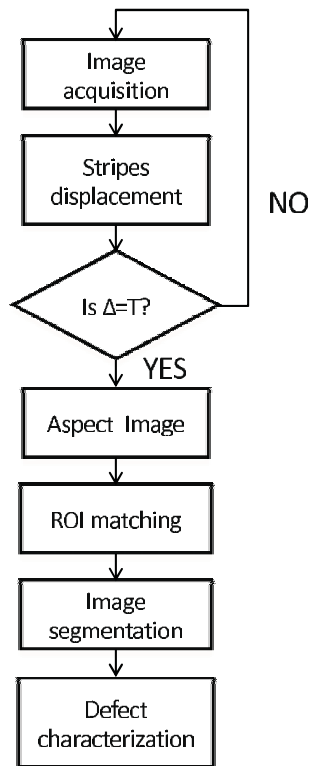 Image
acquisition
Stripes
displacement
NO
Is Δ=T?
YES
Aspect Image
ROI matching
Image
segmentation
Defect
characterization